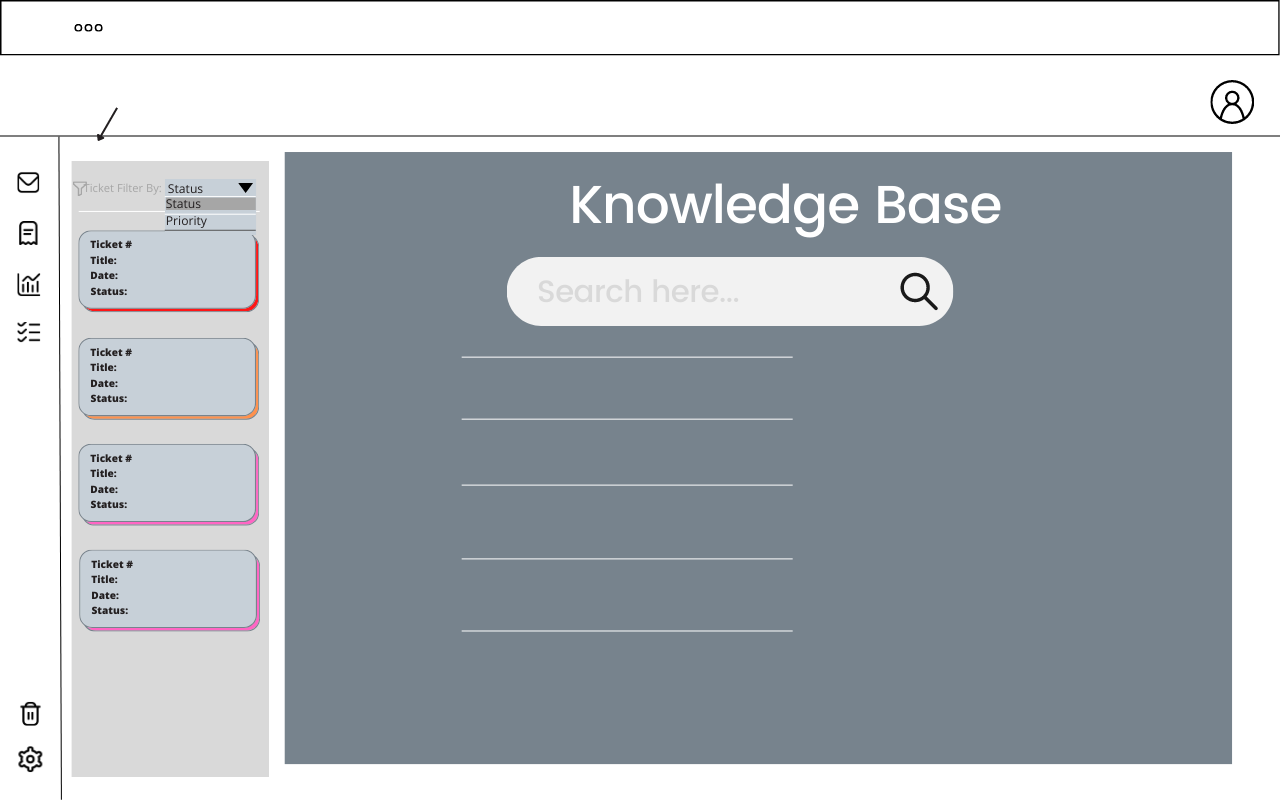 Ticket Filter By: Status
Status
Priority
Ticket #
Title:
Date:
Status:
Ticket #
Title:
Date:
Status:
Ticket #
Title:
Date:
Status:
Ticket #
Title:
Date:
Status:
Knowledge Base
Search here...